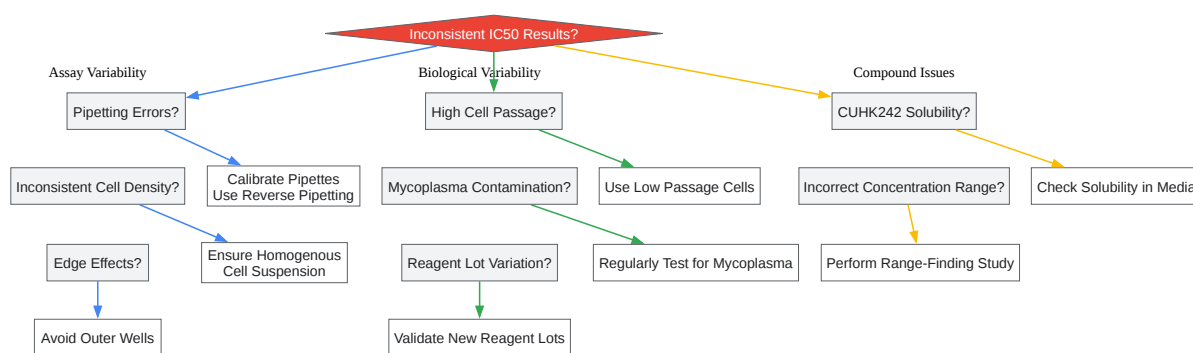 Inconsistent IC50 Results?
Assay Variability
Biological Variability
Compound Issues
Pipetting Errors?
High Cell Passage?
CUHK242 Solubility?
Calibrate Pipettes
Use Reverse Pipetting
Inconsistent Cell Density?
Mycoplasma Contamination?
Use Low Passage Cells
Incorrect Concentration Range?
Check Solubility in Media
Ensure Homogenous
Cell Suspension
Edge Effects?
Reagent Lot Variation?
Regularly Test for Mycoplasma
Perform Range-Finding Study
Avoid Outer Wells
Validate New Reagent Lots